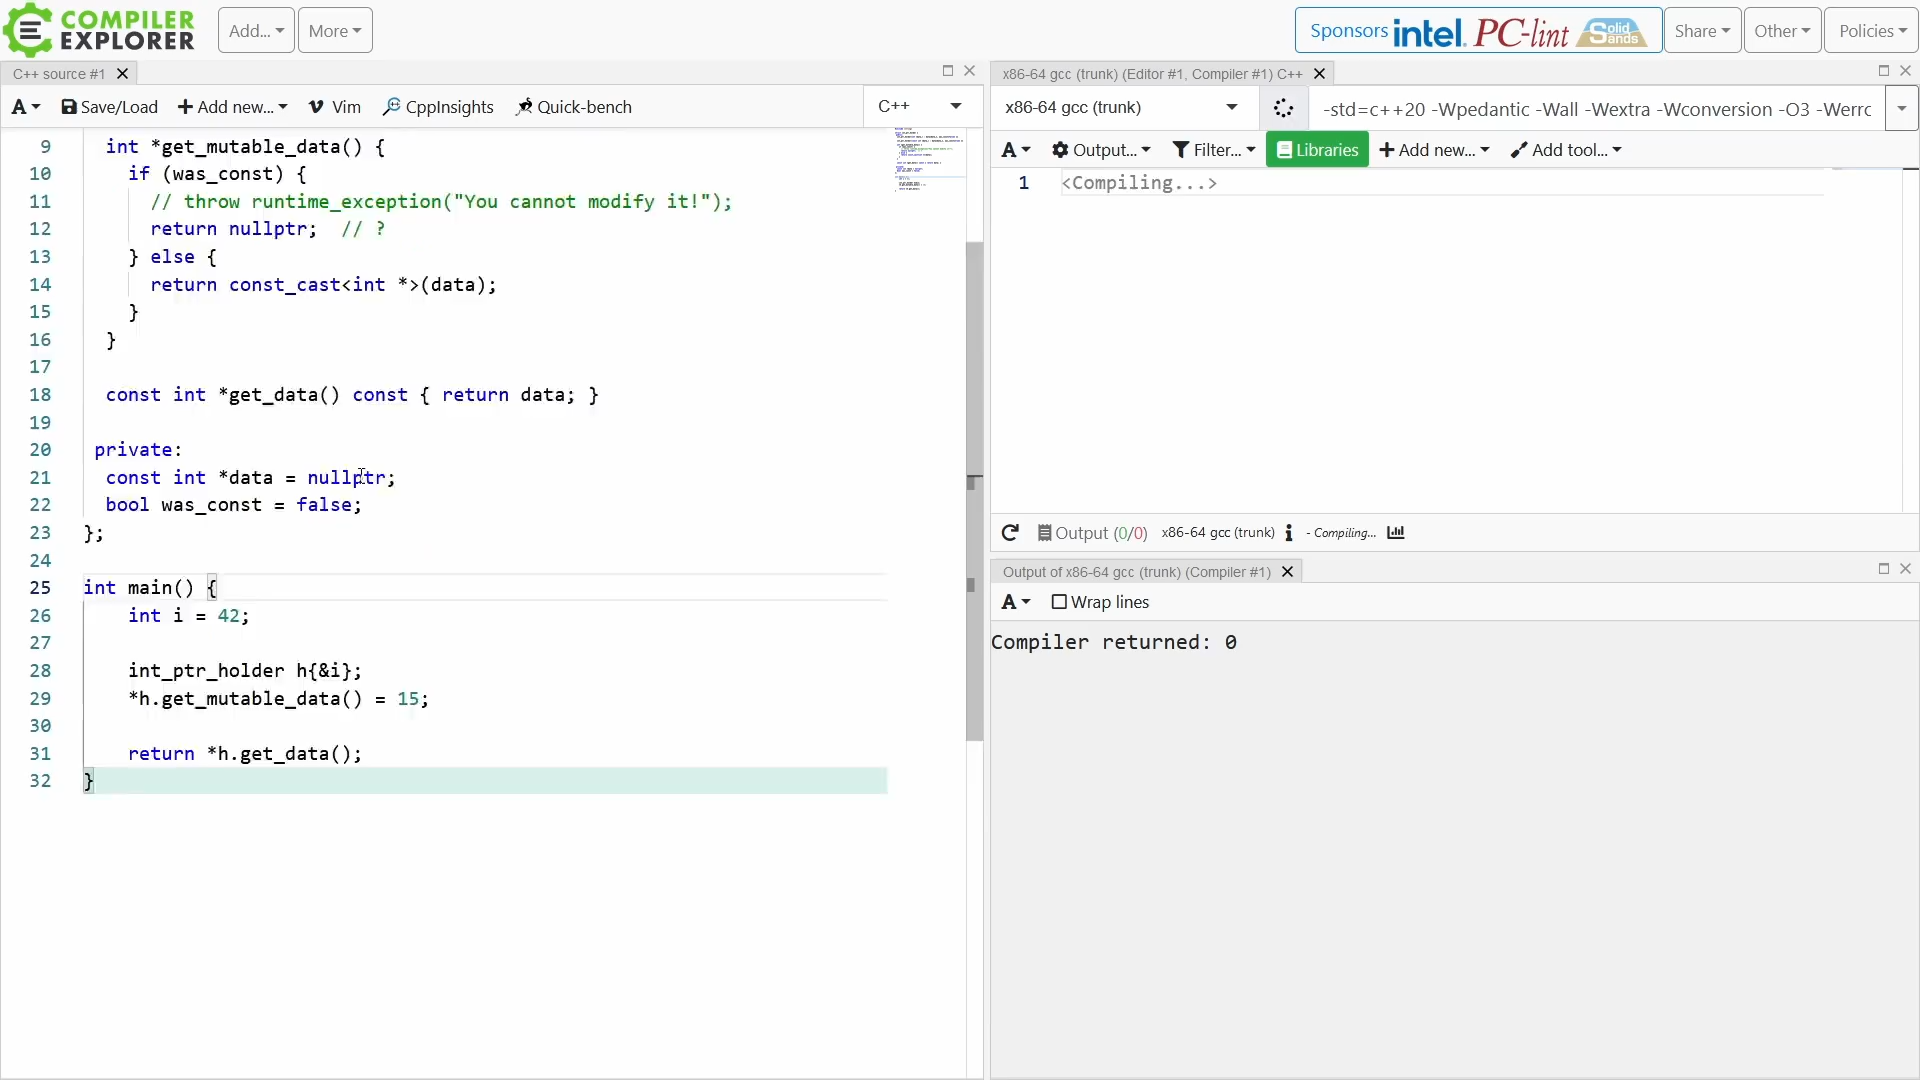 COMPILER
EXPLORER
Add...
More
Sponsors intel. PC-lint Solid Sands
Share
Other
Policies
C++ source #1
A
Save/Load
Add new...
Vim
CppInsights
Quick-bench
C++
9 int *get_mutable_data() {
10 if (was_const) {
11 // throw runtime_exception("You cannot modify it!");
12 return nullptr; // ?
13 } else {
14 return const_cast<int *>(data);
15 }
16 }
17
18 const int *get_data() const { return data; }
19
20 private:
21 const int *data = nullptr;
22 bool was_const = false;
23 };
24
25 int main() {
26 int i = 42;
27
28 int_ptr_holder h{&i};
29 *h.get_mutable_data() = 15;
30
31 return *h.get_data();
32 }
x86-64 gcc (trunk) (Editor #1, Compiler #1) C++
x86-64 gcc (trunk)
-std=c++20 -Wpedantic -Wall -Wextra -Wconversion -O3 -Werrc
A
Output...
Filter...
Libraries
Add new...
Add tool...
1 <Compiling...>
Output (0/0) x86-64 gcc (trunk) i - Compiling...
Output of x86-64 gcc (trunk) (Compiler #1)
A
Wrap lines
Compiler returned: 0